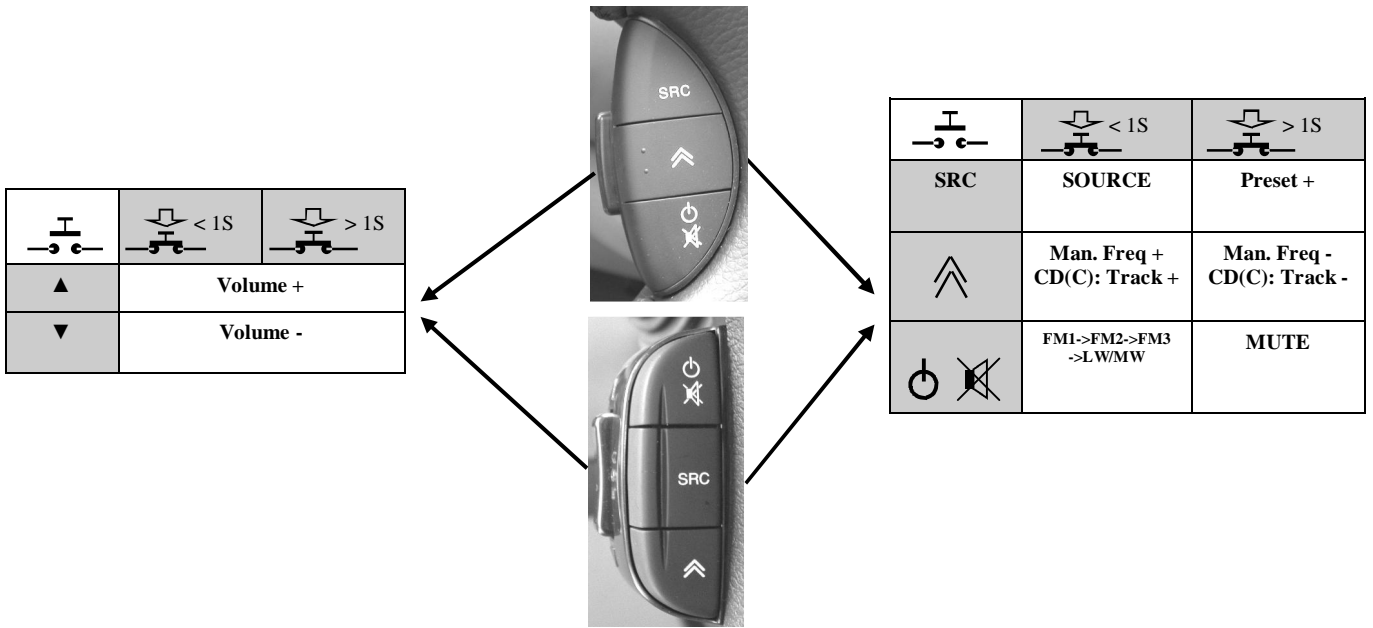 < 1S
> 1S
▲
Volume +
▼
Volume -
SRC
SRC
< 1S
> 1S
SRC
SOURCE
Preset +
Man. Freq +
CD(C): Track +
Man. Freq -
CD(C): Track -
FM1->FM2->FM3
->LW/MW
MUTE